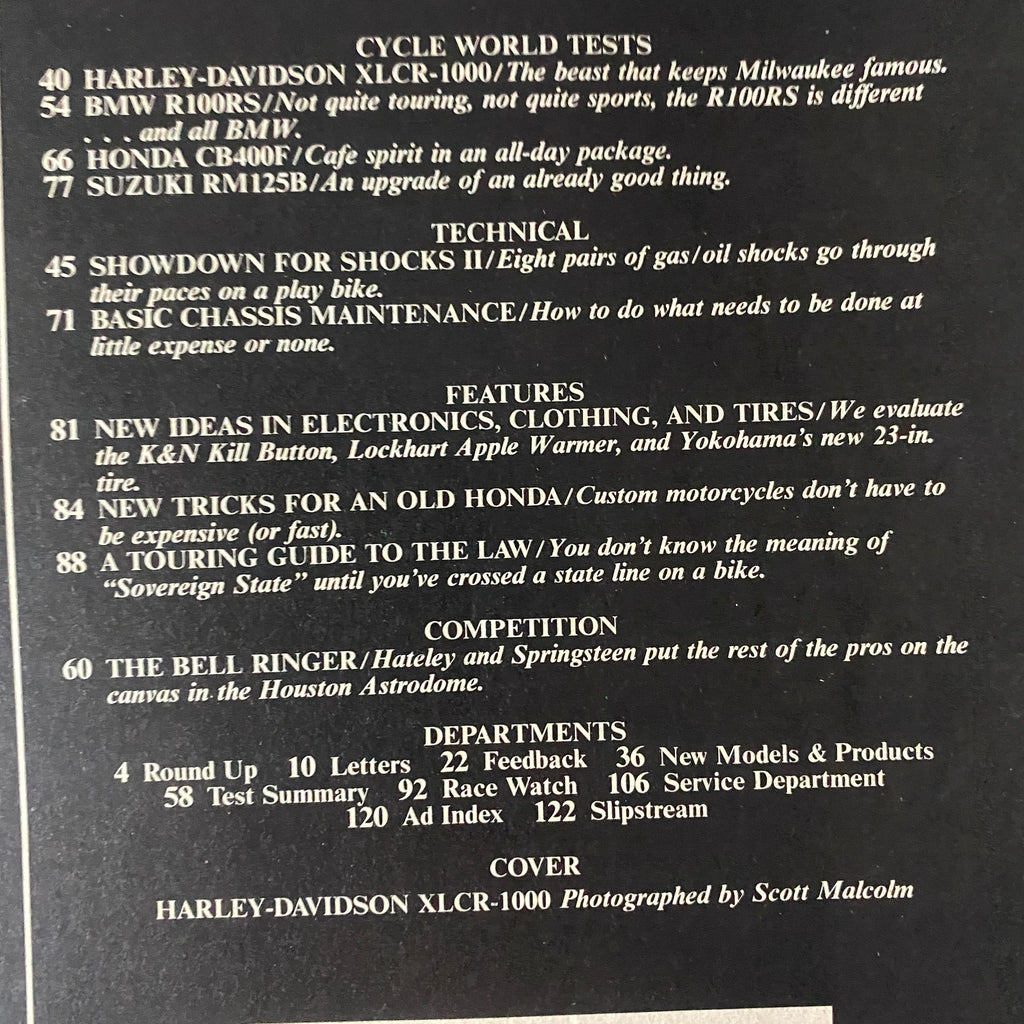 CYCLE WORLD TESTS
40 HARLEY-DAVIDSON XLCR-1000/The beast that keeps Milwaukee famous.
54 BMW R100RS/Not quite touring, not quite sports, the R100RS is different
. . . and all BMW.
66 HONDA CB400F/Cafe spirit in an all-day package.
77 SUZUKI RM125B/An upgrade of an already good thing.
TECHNICAL
45 SHOWDOWN FOR SHOCKS II/Eight pairs of gas/oil shocks go through
their paces on a play bike.
71 BASIC CHASSIS MAINTENANCE/How to do what needs to be done at
little expense or none.
FEATURES
81 NEW IDEAS IN ELECTRONICS, CLOTHING, AND TIRES/We evaluate
the K&N Kill Button, Lockhart Apple Warmer, and Yokohama's new 23-in.
tire.
84 NEW TRICKS FOR AN OLD HONDA/Custom motorcycles don't have to
be expensive (or fast).
88 A TOURING GUIDE TO THE LAW/You don't know the meaning of
"Sovereign State" until you've crossed a state line on a bike.
COMPETITION
60 THE BELL RINGER/Hateley and Springsteen put the rest of the pros on the
canvas in the Houston Astrodome.
DEPARTMENTS
4 Round Up 10 Letters 22 Feedback 36 New Models & Products
58 Test Summary 92 Race Watch 106 Service Department
120 Ad Index 122 Slipstream
COVER
HARLEY-DAVIDSON XLCR-1000 Photographed by Scott Malcolm